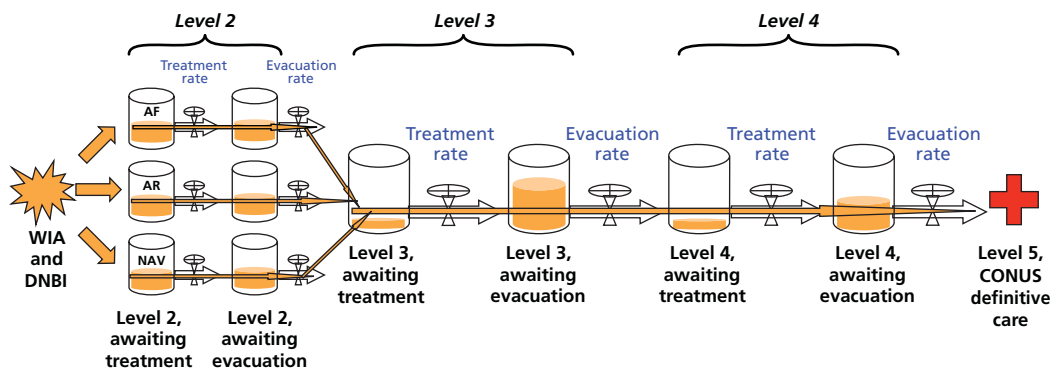 Level 2
Level 3
Level 4
Treatment
rate
Evacuation
rate
AF
AR
NAV
WIA
and
DNBI
Treatment
rate
Evacuation
rate
Treatment
rate
Evacuation
rate
Level 2,
awaiting
treatment
Level 2,
awaiting
evacuation
Level 3,
awaiting
treatment
Level 3,
awaiting
evacuation
Level 4,
awaiting
treatment
Level 4,
awaiting
evacuation
Level 5,
CONUS
definitive
care